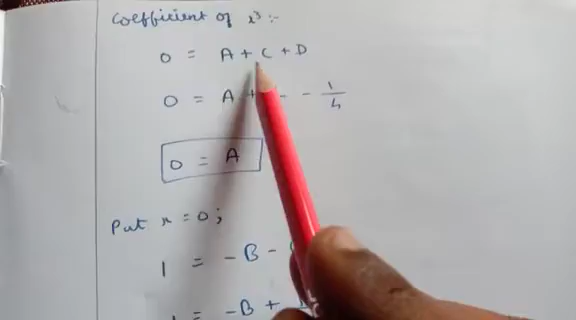 Coefficient of x³ :-
0 = A + C + D
0 = A + - - 1/4
0 = A
Put x = 0 ;
1 = -B -
1 = -B +